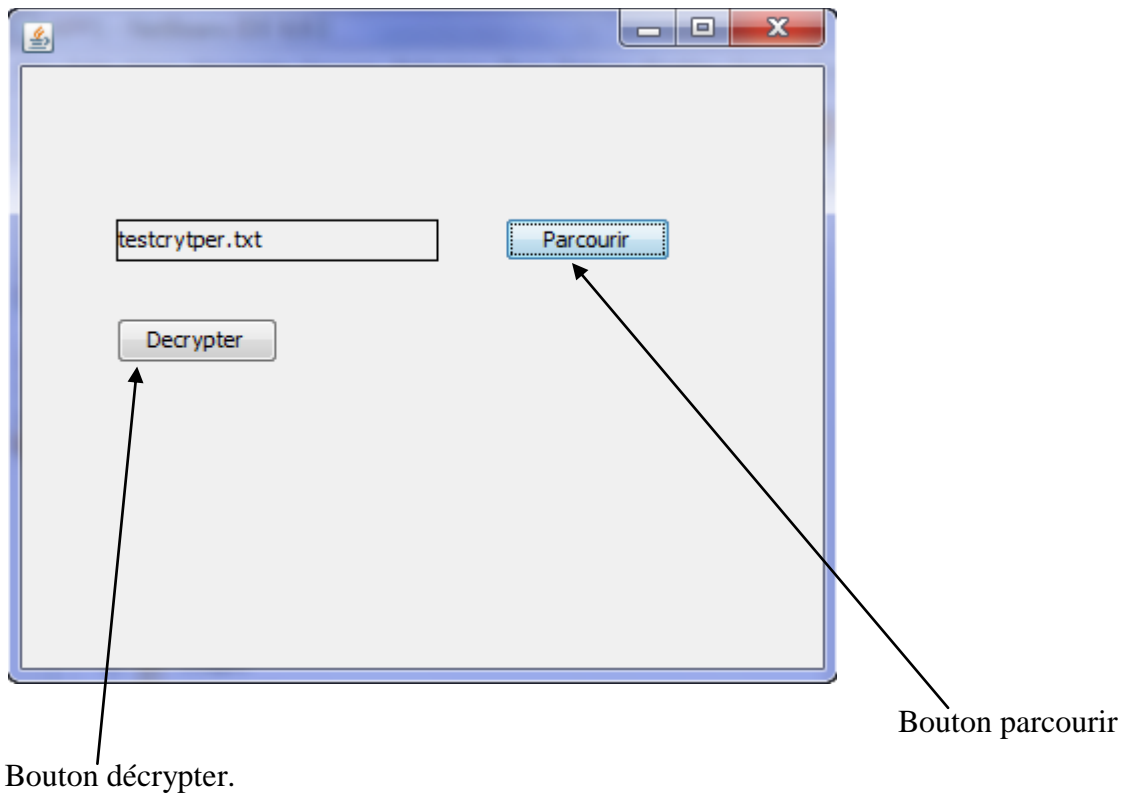 testcrytper.txt
Parcourir
Decrypter
Bouton parcourir
Bouton décrypter.